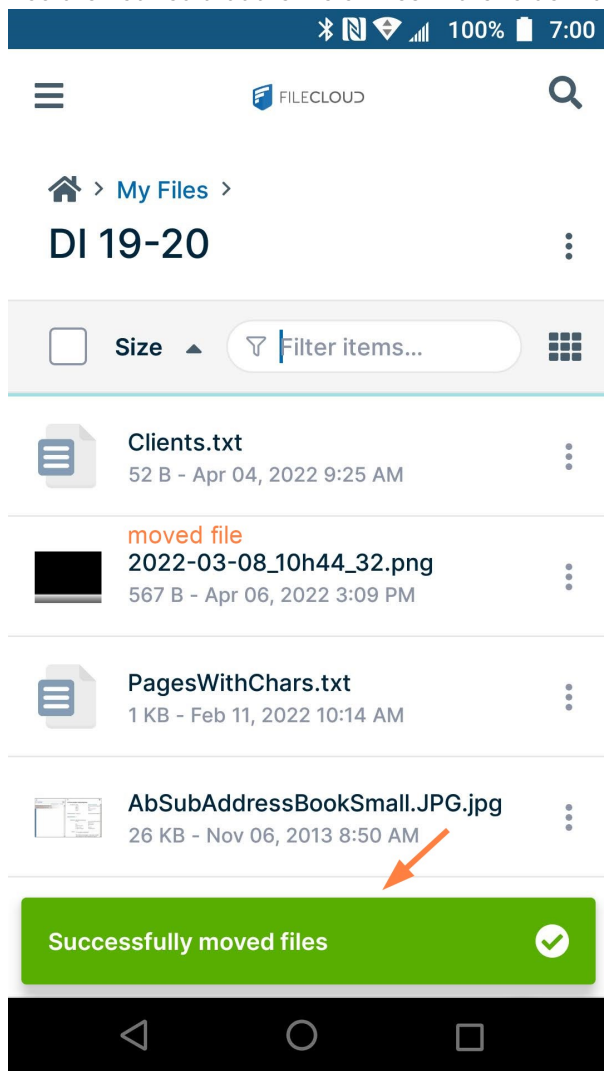 100% 7:00
FILECLOUD
My Files
DI 19-20
Size Filter items...
Clients.txt
52 B - Apr 04, 2022 9:25 AM
moved file
2022-03-08_10h44_32.png
567 B - Apr 06, 2022 3:09 PM
PagesWithChars.txt
1 KB - Feb 11, 2022 10:14 AM
AbSubAddressBookSmall.JPG.jpg
26 KB - Nov 06, 2013 8:50 AM
Successfully moved files